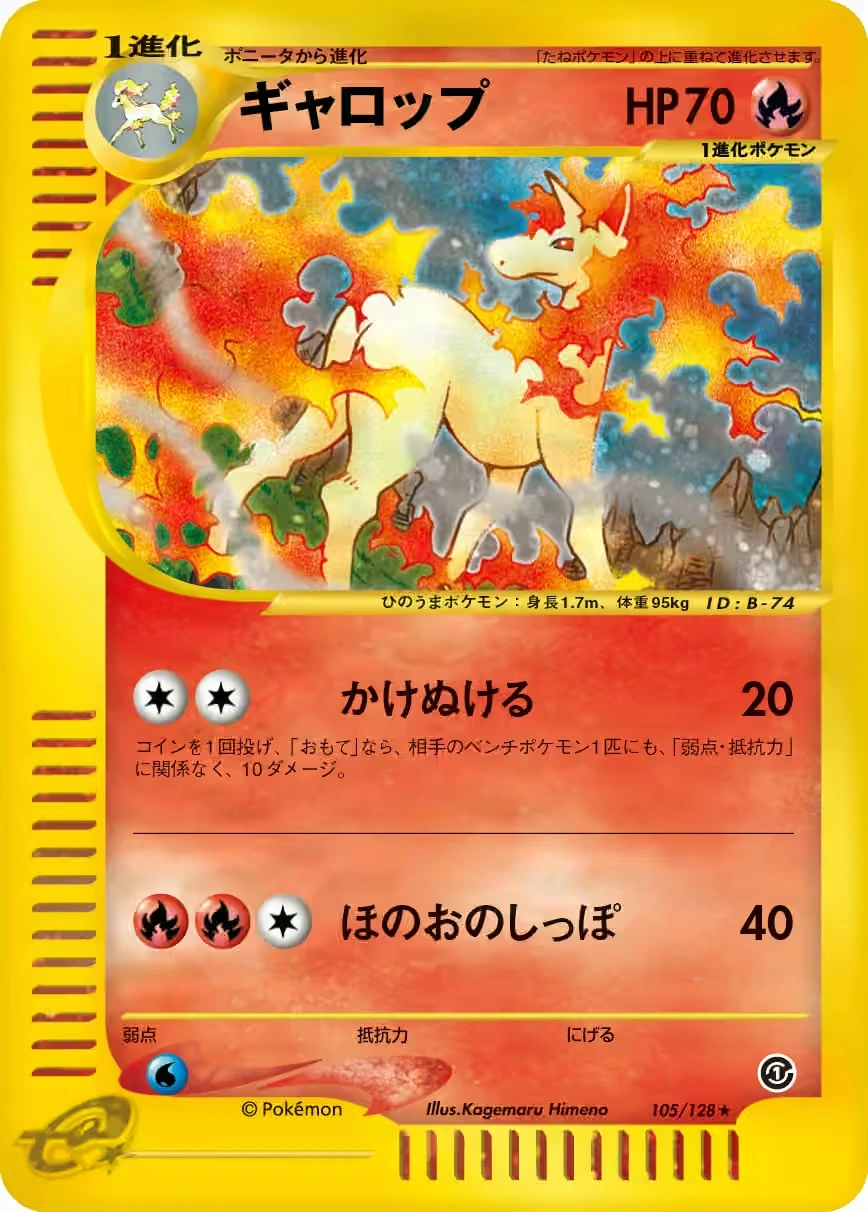 1進化
ポニータから進化
「たねポケモン」の上に重ねて進化させます。
ギャロップ
HP70
1進化ポケモン
ひのうまポケモン：身長1.7m、体重95kg ID：B-74
かけぬける 20
コインを1回投げ、「おもて」なら、相手のベンチポケモン1匹にも、「弱点・抵抗力」
に関係なく、10ダメージ。
ほのおのしっぽ 40
弱点 抵抗力 にげる
1
© Pokémon Illus.Kagemaru Himeno 105/128★
e